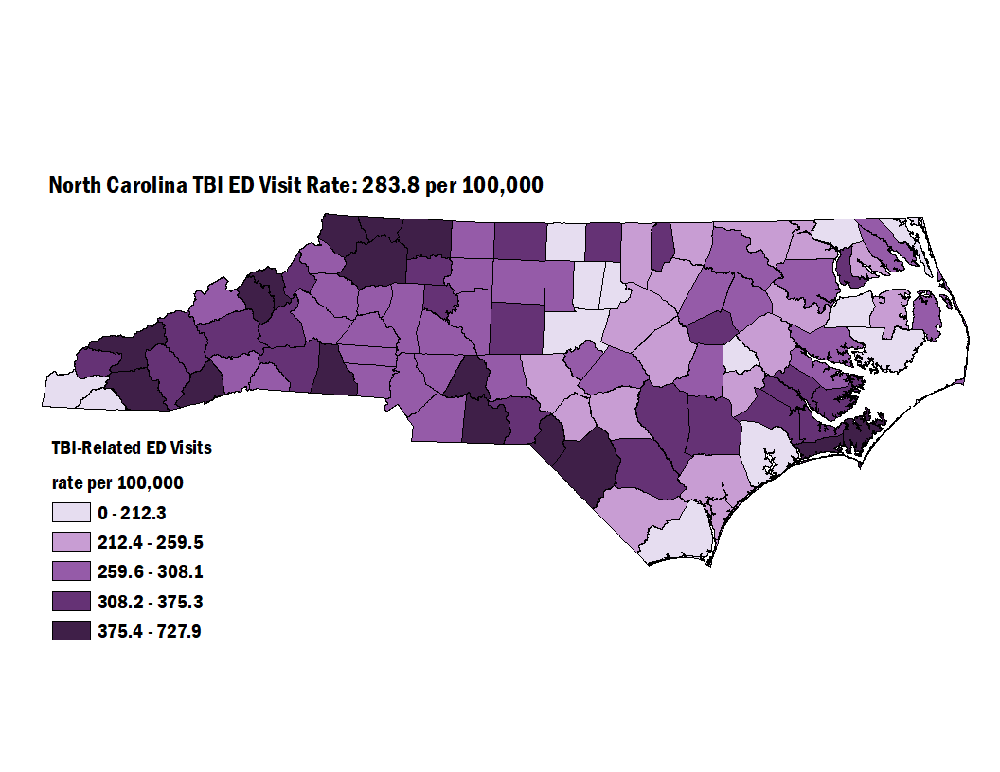 North Carolina TBI ED Visit Rate: 283.8 per 100,000
TBI-Related ED Visits
rate per 100,000
0 - 212.3
212.4 - 259.5
259.6 - 308.1
308.2 - 375.3
375.4 - 727.9